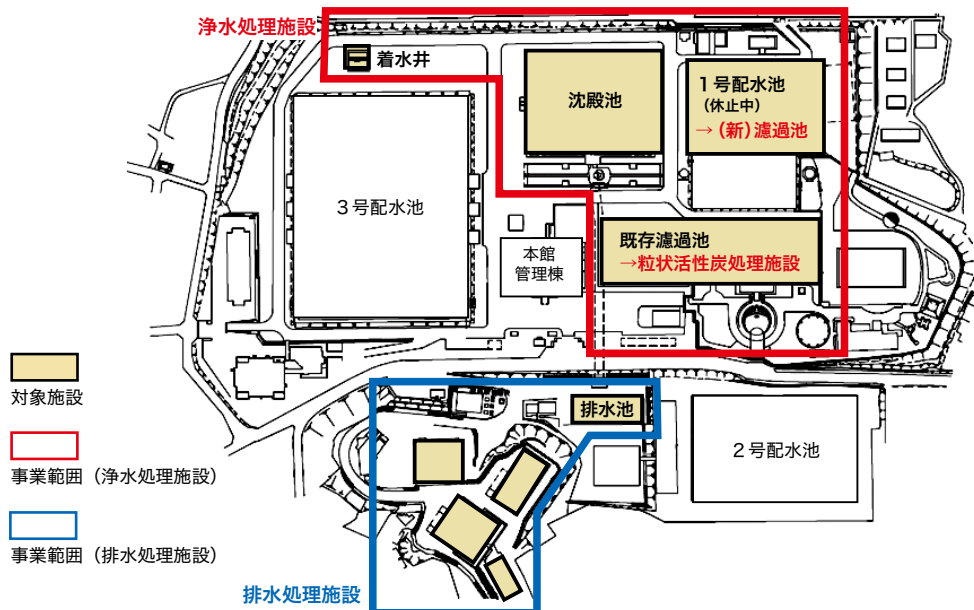 浄水処理施設
着水井
沈殿池
1号配水池
(休止中)
→(新)濾過池
3号配水池
既存濾過池
→粒状活性炭処理施設
本館
管理棟
対象施設
排水池
2号配水池
事業範囲(浄水処理施設)
事業範囲(排水処理施設)
排水処理施設